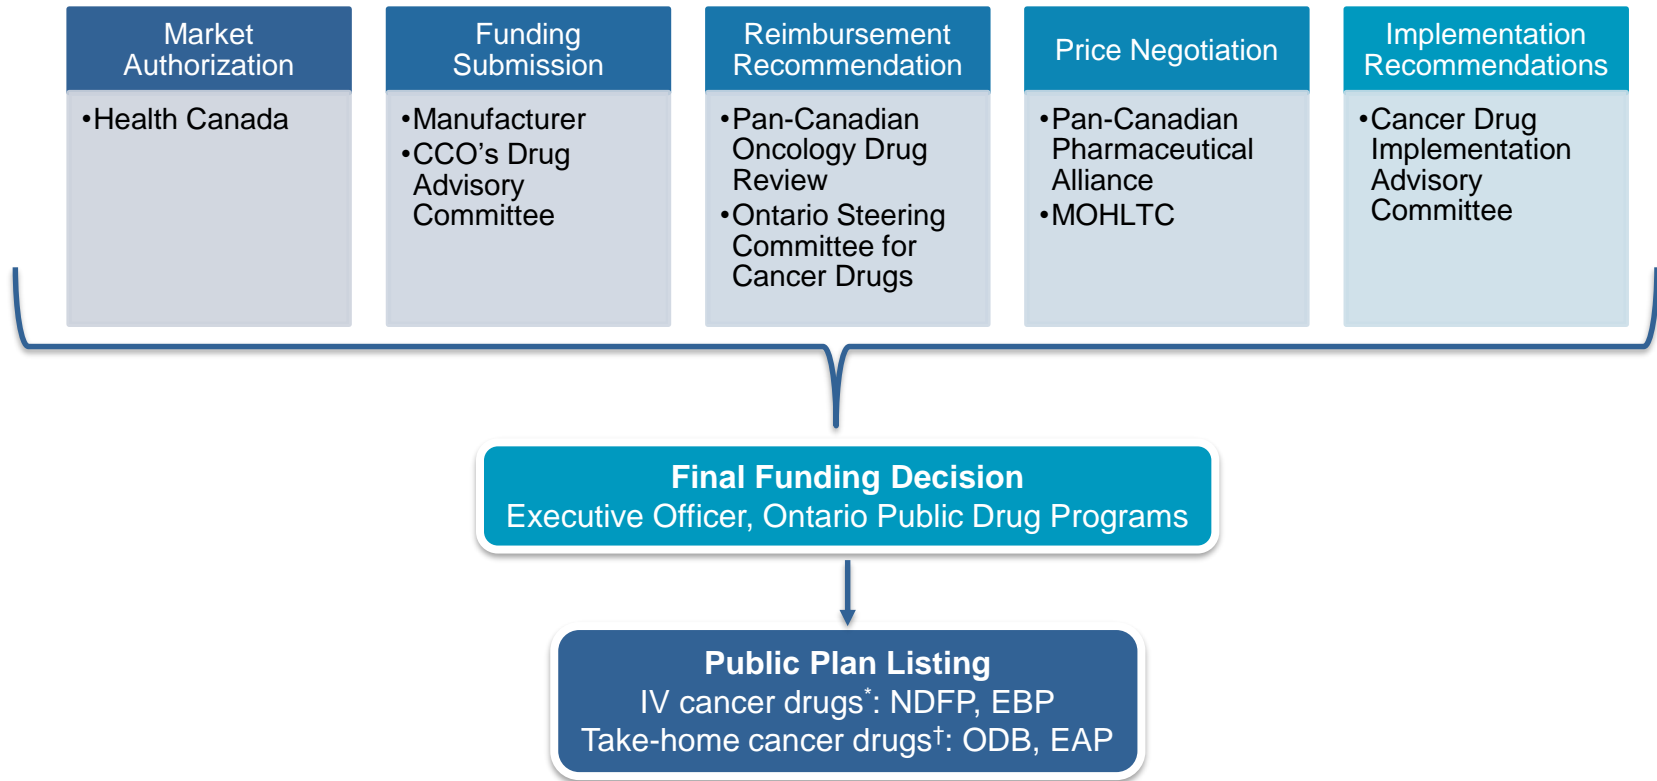 Market
Authorization
•Health Canada
Funding
Submission
•Manufacturer
•CCO's Drug
Advisory
Committee
Reimbursement
Recommendation
•Pan-Canadian
Oncology Drug
Review
•Ontario Steering
Committee for
Cancer Drugs
Price Negotiation
•Pan-Canadian
Pharmaceutical
Alliance
•MOHLTC
Implementation
Recommendations
•Cancer Drug
Implementation
Advisory
Committee
Final Funding Decision
Executive Officer, Ontario Public Drug Programs
Public Plan Listing
IV cancer drugs*: NDFP, EBP
Take-home cancer drugs†: ODB, EAP